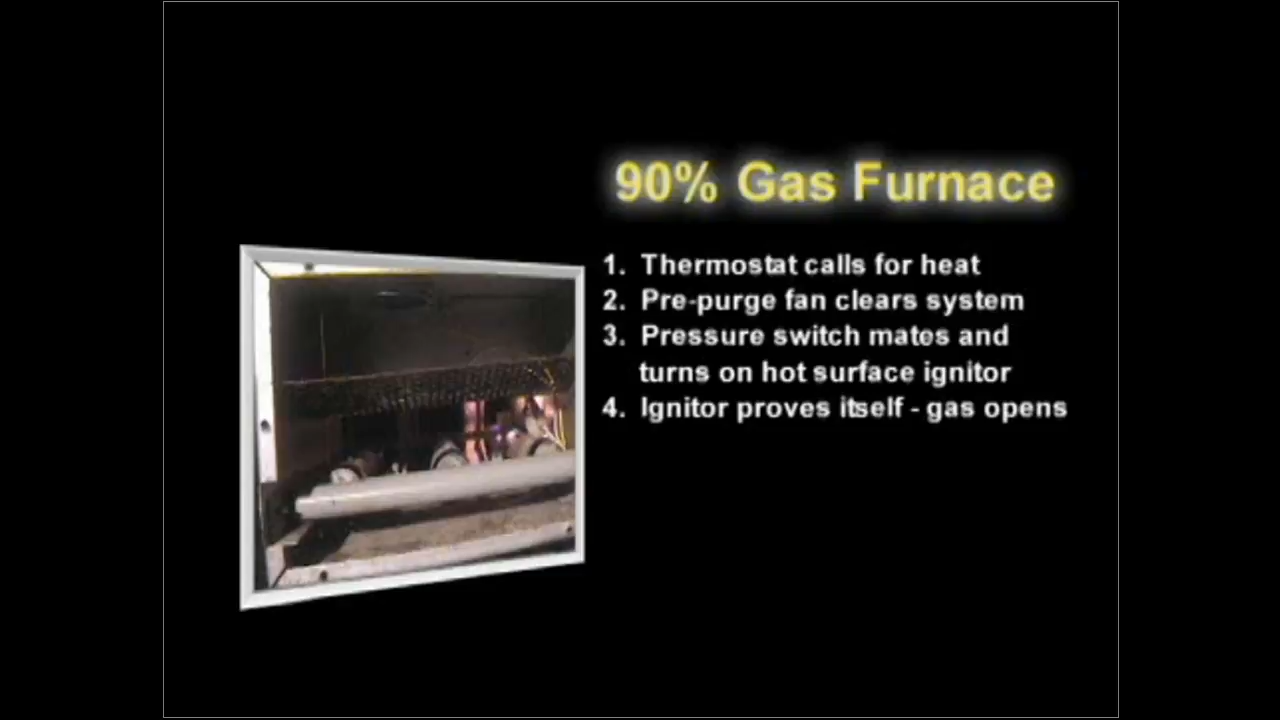 90% Gas Furnace
1. Thermostat calls for heat
2. Pre-purge fan clears system
3. Pressure switch mates and
turns on hot surface ignitor
4. Ignitor proves itself - gas opens